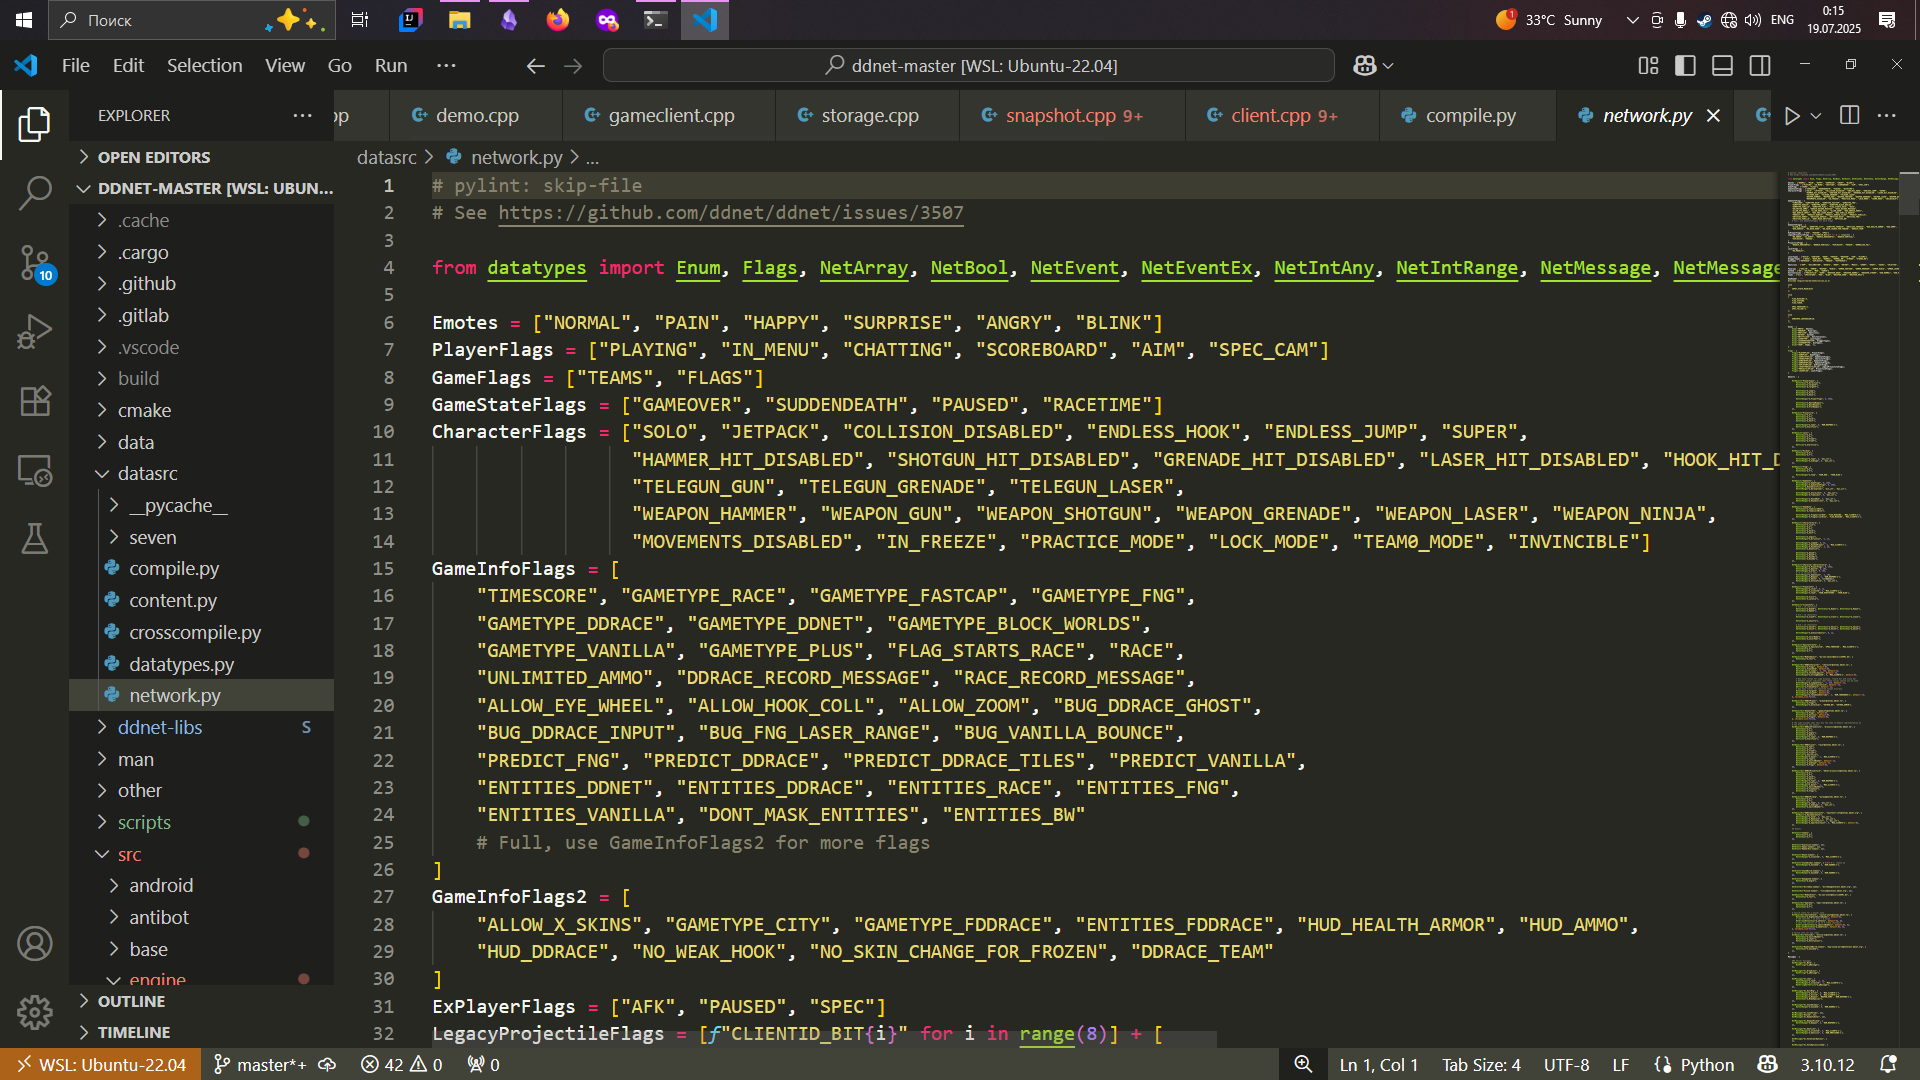 Поиск
1
33°C Sunny
ENG
0:15
19.07.2025
File Edit Selection View Go Run
ddnet-master [WSL: Ubuntu-22.04]
EXPLORER
demo.cpp
gameclient.cpp
storage.cpp
snapshot.cpp 9+
client.cpp 9+
compile.py
network.py
datasrc > network.py > ...
10
OPEN EDITORS
DDNET-MASTER [WSL: UBUN...
.cache
.cargo
.github
.gitlab
.vscode
build
cmake
data
datasrc
__pycache__
seven
compile.py
content.py
crosscompile.py
datatypes.py
network.py
ddnet-libs S
man
other
scripts
src
android
antibot
base
engine
OUTLINE
TIMELINE
1 # pylint: skip-file
2 # See https://github.com/ddnet/ddnet/issues/3507
3
4 from datatypes import Enum, Flags, NetArray, NetBool, NetEvent, NetEventEx, NetIntAny, NetIntRange, NetMessage, NetMessage
5
6 Emotes = ["NORMAL", "PAIN", "HAPPY", "SURPRISE", "ANGRY", "BLINK"]
7 PlayerFlags = ["PLAYING", "IN_MENU", "CHATTING", "SCOREBOARD", "AIM", "SPEC_CAM"]
8 GameFlags = ["TEAMS", "FLAGS"]
9 GameStateFlags = ["GAMEOVER", "SUDDENDEATH", "PAUSED", "RACETIME"]
10 CharacterFlags = ["SOLO", "JETPACK", "COLLISION_DISABLED", "ENDLESS_HOOK", "ENDLESS_JUMP", "SUPER",
11 "HAMMER_HIT_DISABLED", "SHOTGUN_HIT_DISABLED", "GRENADE_HIT_DISABLED", "LASER_HIT_DISABLED", "HOOK_HIT_D
12 "TELEGUN_GUN", "TELEGUN_GRENADE", "TELEGUN_LASER",
13 "WEAPON_HAMMER", "WEAPON_GUN", "WEAPON_SHOTGUN", "WEAPON_GRENADE", "WEAPON_LASER", "WEAPON_NINJA",
14 "MOVEMENTS_DISABLED", "IN_FREEZE", "PRACTICE_MODE", "LOCK_MODE", "TEAM0_MODE", "INVINCIBLE"]
15 GameInfoFlags = [
16 "TIMESCORE", "GAMETYPE_RACE", "GAMETYPE_FASTCAP", "GAMETYPE_FNG",
17 "GAMETYPE_DDRACE", "GAMETYPE_DDNET", "GAMETYPE_BLOCK_WORLDS",
18 "GAMETYPE_VANILLA", "GAMETYPE_PLUS", "FLAG_STARTS_RACE", "RACE",
19 "UNLIMITED_AMMO", "DDRACE_RECORD_MESSAGE", "RACE_RECORD_MESSAGE",
20 "ALLOW_EYE_WHEEL", "ALLOW_HOOK_COLL", "ALLOW_ZOOM", "BUG_DDRACE_GHOST",
21 "BUG_DDRACE_INPUT", "BUG_FNG_LASER_RANGE", "BUG_VANILLA_BOUNCE",
22 "PREDICT_FNG", "PREDICT_DDRACE", "PREDICT_DDRACE_TILES", "PREDICT_VANILLA",
23 "ENTITIES_DDNET", "ENTITIES_DDRACE", "ENTITIES_RACE", "ENTITIES_FNG",
24 "ENTITIES_VANILLA", "DONT_MASK_ENTITIES", "ENTITIES_BW"
25 # Full, use GameInfoFlags2 for more flags
26 ]
27 GameInfoFlags2 = [
28 "ALLOW_X_SKINS", "GAMETYPE_CITY", "GAMETYPE_FDDRACE", "ENTITIES_FDDRACE", "HUD_HEALTH_ARMOR", "HUD_AMMO",
29 "HUD_DDRACE", "NO_WEAK_HOOK", "NO_SKIN_CHANGE_FOR_FROZEN", "DDRACE_TEAM"
30 ]
31 ExPlayerFlags = ["AFK", "PAUSED", "SPEC"]
32 LegacyProjectileFlags = [f"CLIENTID_BIT{i}" for i in range(8)] + [
WSL: Ubuntu-22.04 master*+ 42 0 0 Ln 1, Col 1 Tab Size: 4 UTF-8 LF Python 3.10.12